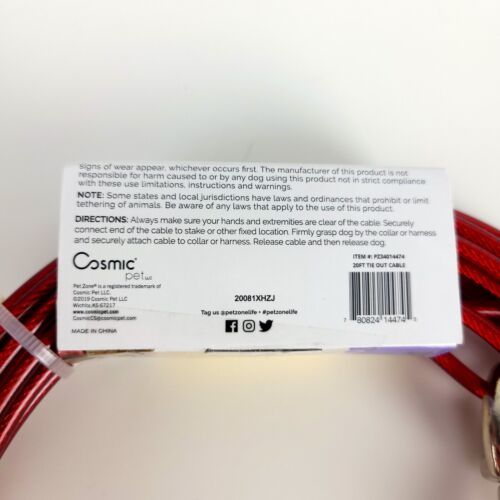 signs of wear appear, whichever occurs first. The manufacturer of this product is not
responsible for harm caused to or by any dog using this product not in strict compliance
with these use limitations, instructions and warnings.
NOTE: Some states and local jurisdictions have laws and ordinances that prohibit or limit
tethering of animals. Be aware of any laws that apply to the use of this product.
DIRECTIONS: Always make sure your hands and extremities are clear of the cable. Securely
connect end of the cable to stake or other fixed location. Firmly grasp dog by the collar or harness
and securely attach cable to collar or harness. Release cable and then release dog.
Cosmic
pet LLC
Pet Zone® is a registered trademark of
Cosmic Pet LLC.
©2019 Cosmic Pet LLC
Wichita, KS 67217
www.cosmicpet.com
CosmicCS@cosmicpet.com
MADE IN CHINA
20081XHZJ
Tag us @petzonelife • #petzonelife
ITEM #: PZ34014474
20FT TIE OUT CABLE
7 80824 14474 0